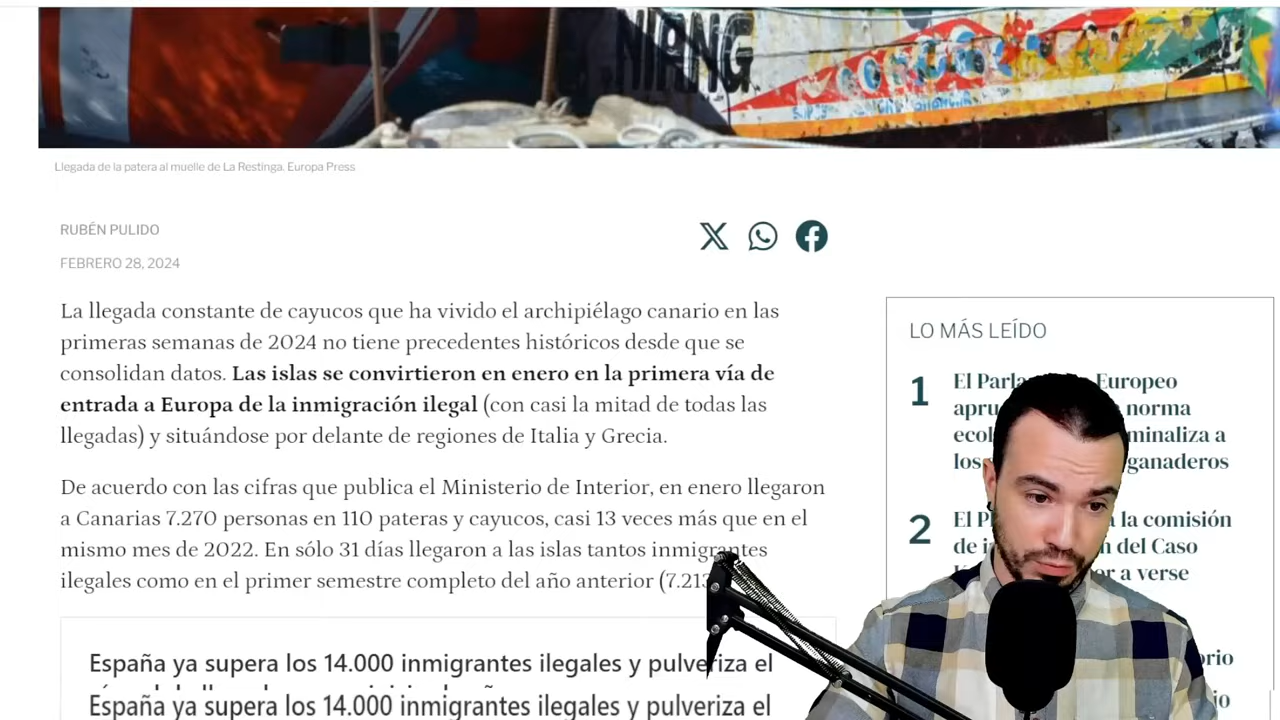 NIANG
Llegada de la patera al muelle de La Restinga. Europa Press
RUBÉN PULIDO
FEBRERO 28, 2024
La llegada constante de cayucos que ha vivido el archipiélago canario en las
primeras semanas de 2024 no tiene precedentes históricos desde que se
consolidan datos. Las islas se convirtieron en enero en la primera vía de
entrada a Europa de la inmigración ilegal (con casi la mitad de todas las
llegadas) y situándose por delante de regiones de Italia y Grecia.
De acuerdo con las cifras que publica el Ministerio de Interior, en enero llegaron
a Canarias 7.270 personas en 110 pateras y cayucos, casi 13 veces más que en el
mismo mes de 2022. En sólo 31 días llegaron a las islas tantos inmigrantes
ilegales como en el primer semestre completo del año anterior (7.213
España ya supera los 14.000 inmigrantes ilegales y pulveriza el
España ya supera los 14.000 inmigrantes ilegales y pulveriza el
LO MÁS LEÍDO
1
El Europeo
norma
minaliza a
los ganaderos
2
El la comisión
de n del Caso
r a verse